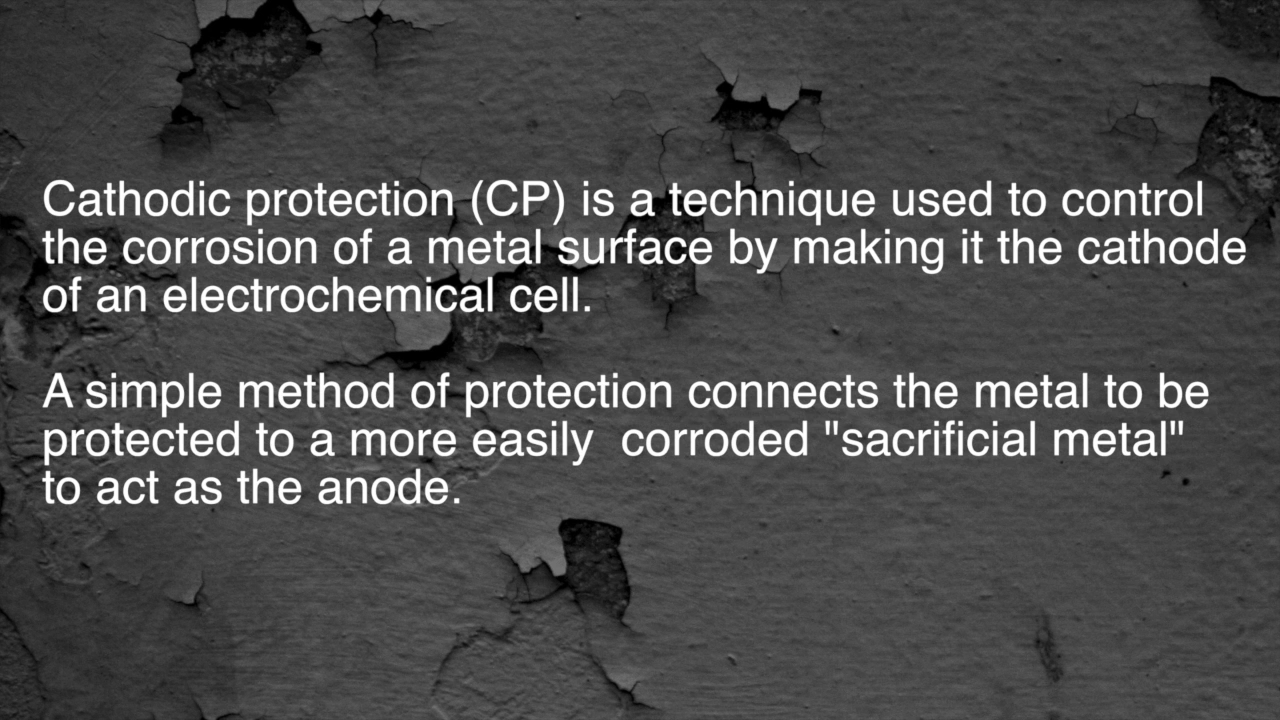 Cathodic protection (CP) is a technique used to control
the corrosion of a metal surface by making it the cathode
of an electrochemical cell.
A simple method of protection connects the metal to be
protected to a more easily  corroded "sacrificial metal"
to act as the anode.